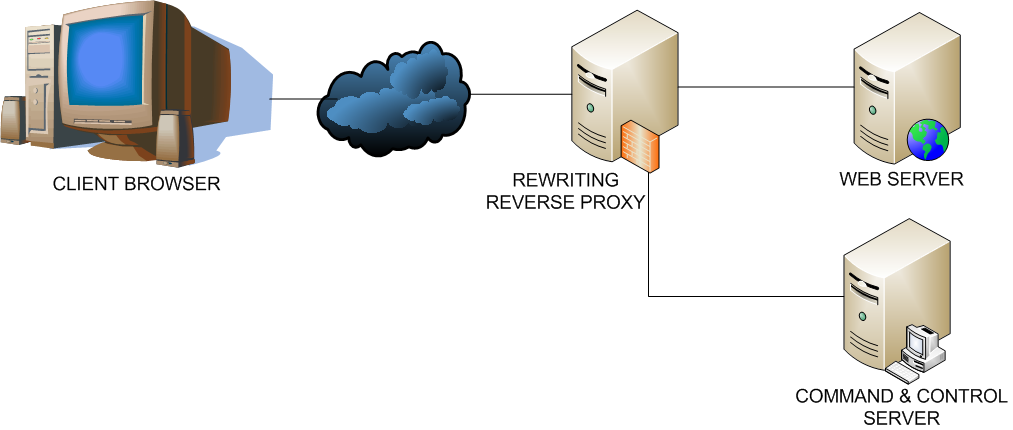 CLIENT BROWSER
REWRITING
REVERSE PROXY
WEB SERVER
COMMAND & CONTROL
SERVER